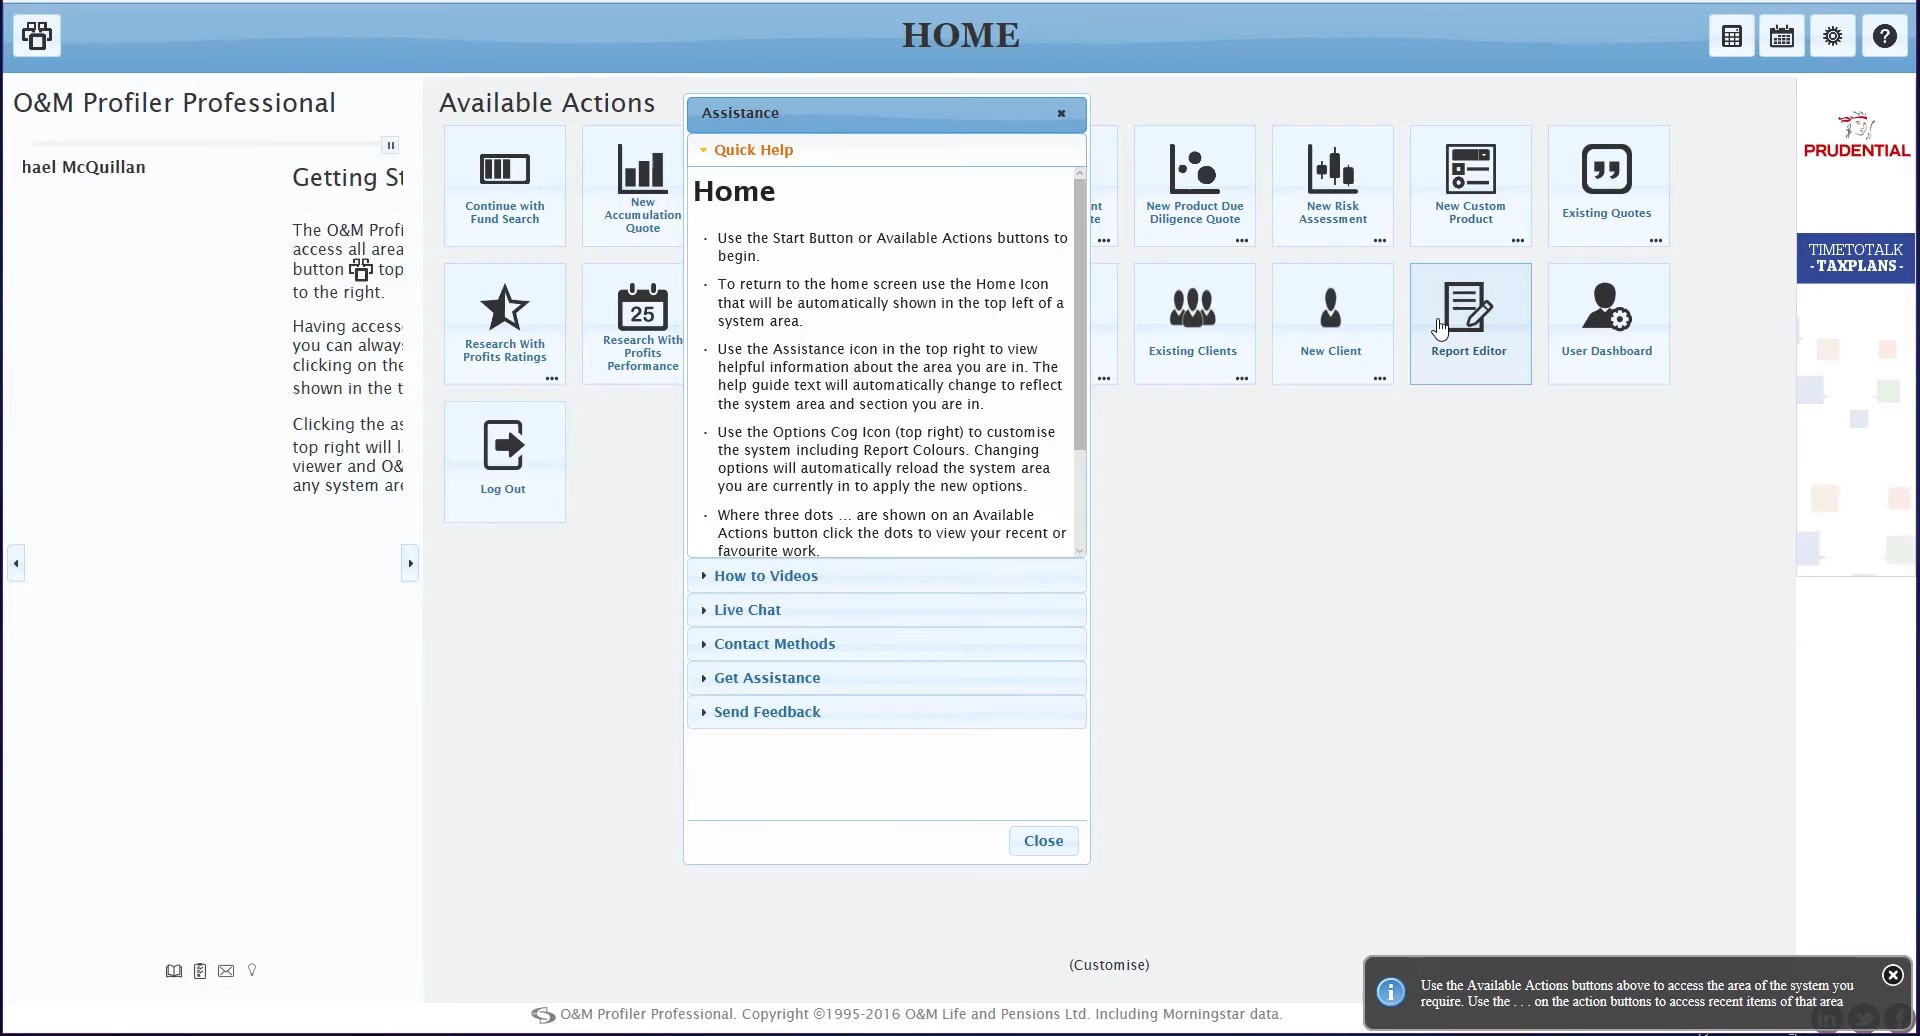 HOME
O&M Profiler Professional
hael McQuillan
Getting St
The O&M Profi
access all area
button top
to the right.
Having access
you can always
clicking on the
shown in the t
Clicking the as
top right will l
viewer and O&
any system are
Available Actions
Continue with
Fund Search
New
Accumulation
Quote
nt
te
...
New Product Due
Diligence Quote
...
New Risk
Assessment
...
New Custom
Product
...
Existing Quotes
...
Research With
Profits Ratings
...
25
Research With
Profits
Performance
...
Existing Clients
...
New Client
...
Report Editor
User Dashboard
Log Out
Assistance
Quick Help
Home
· Use the Start Button or Available Actions buttons to
begin.
· To return to the home screen use the Home Icon
that will be automatically shown in the top left of a
system area.
· Use the Assistance icon in the top right to view
helpful information about the area you are in. The
help guide text will automatically change to reflect
the system area and section you are in.
· Use the Options Cog Icon (top right) to customise
the system including Report Colours. Changing
options will automatically reload the system area
you are currently in to apply the new options.
· Where three dots ... are shown on an Available
Actions button click the dots to view your recent or
favourite work.
How to Videos
Live Chat
Contact Methods
Get Assistance
Send Feedback
Close
PRUDENTIAL
TIMETOTALK
-TAXPLANS-
(Customise)
Use the Available Actions buttons above to access the area of the system you
require. Use the . . . on the action buttons to access recent items of that area
O&M Profiler Professional. Copyright ©1995-2016 O&M Life and Pensions Ltd. Including Morningstar data.